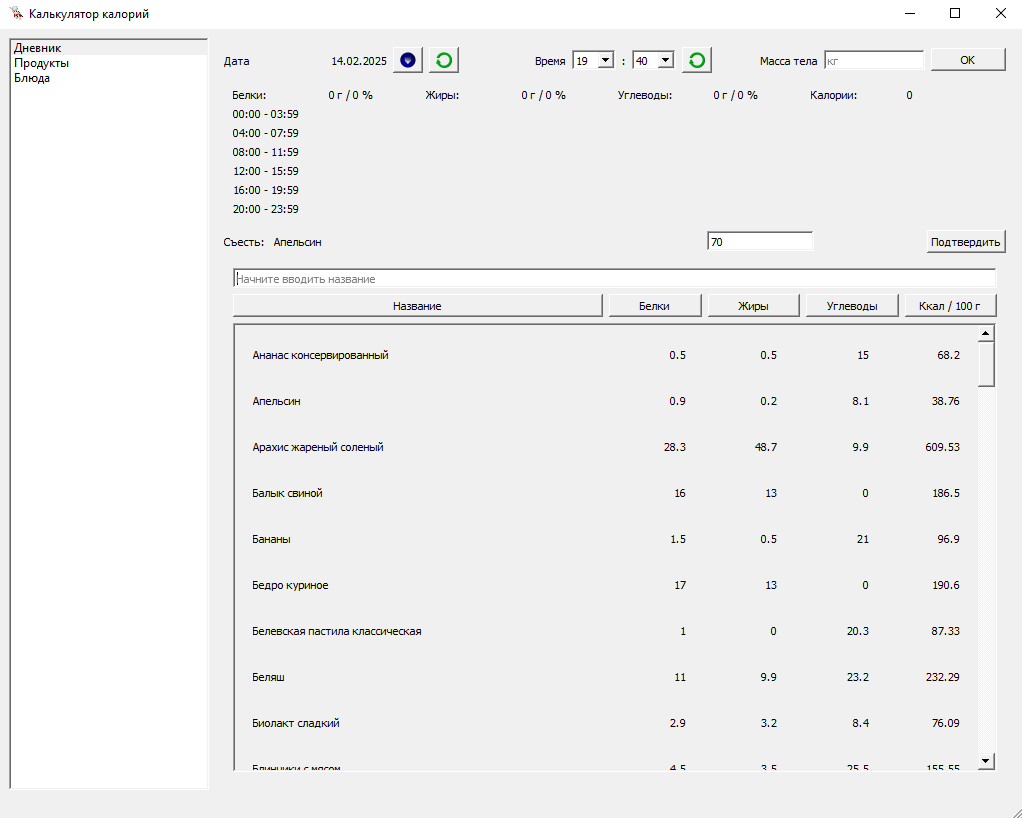 Калькулятор калорий
Дневник
Продукты
Блюда
Дата 14.02.2025 Время 19 : 40 Масса тела кг OK
Белки: 0 г / 0 % Жиры: 0 г / 0 % Углеводы: 0 г / 0 % Калории: 0
00:00 - 03:59
04:00 - 07:59
08:00 - 11:59
12:00 - 15:59
16:00 - 19:59
20:00 - 23:59
Съесть: Апельсин 70 Подтвердить
Начните вводить название
Название Белки Жиры Углеводы Ккал / 100 г
Ананас консервированный 0.5 0.5 15 68.2
Апельсин 0.9 0.2 8.1 38.76
Арахис жареный соленый 28.3 48.7 9.9 609.53
Балык свиной 16 13 0 186.5
Бананы 1.5 0.5 21 96.9
Бедро куриное 17 13 0 190.6
Белевская пастила классическая 1 0 20.3 87.33
Беляш 11 9.9 23.2 232.29
Биолакт сладкий 2.9 3.2 8.4 76.09
Блинчики с мясом 4.5 3.5 25.5 155.55